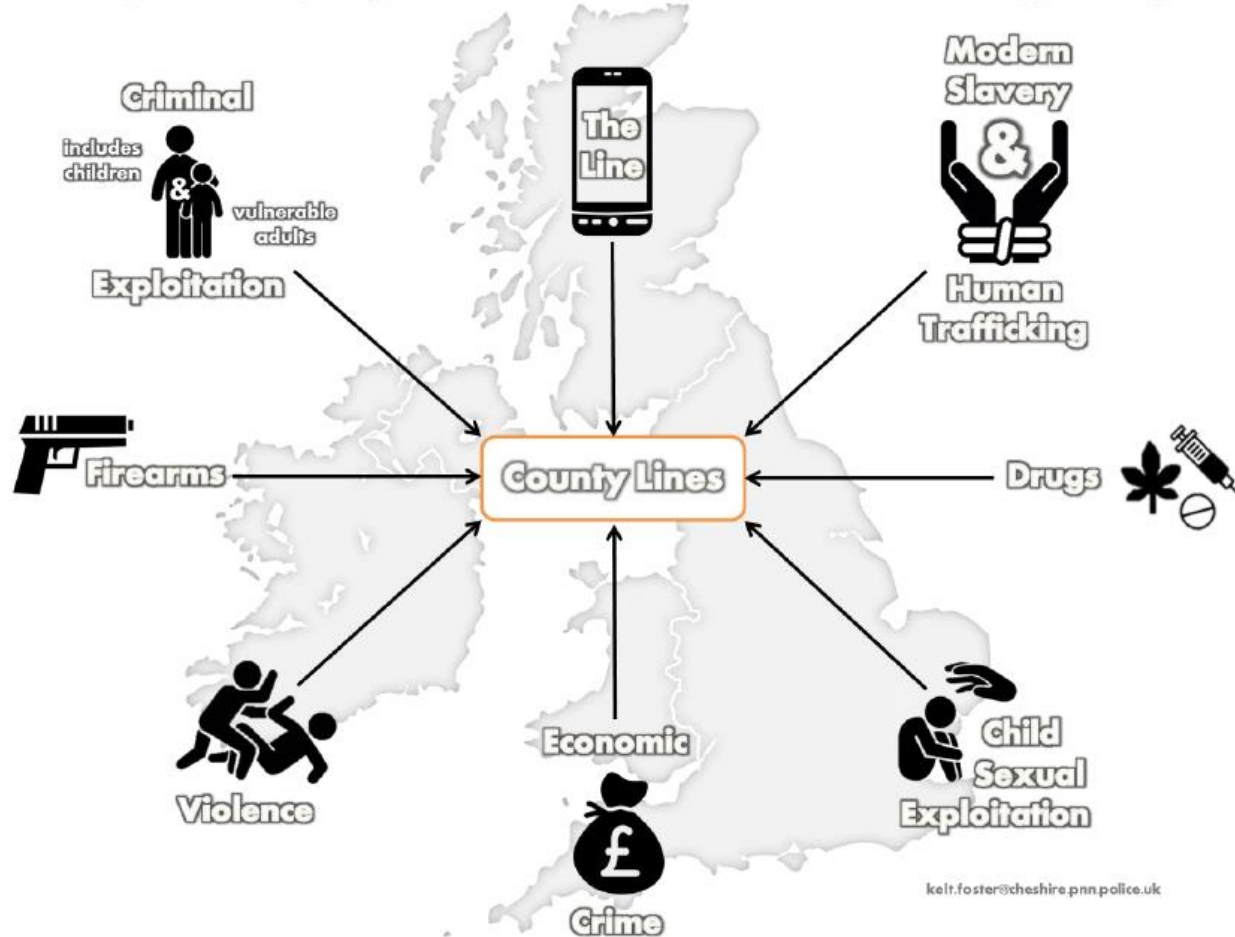 Criminal
includes
children
&
vulnerable
adults
Exploitation
The
Line
Modern
Slavery
&
Human
Trafficking
Firearms
County Lines
Drugs
Violence
Economic
£
Crime
Child
Sexual
Exploitation
kelt.foster@cheshire.pnn.police.uk